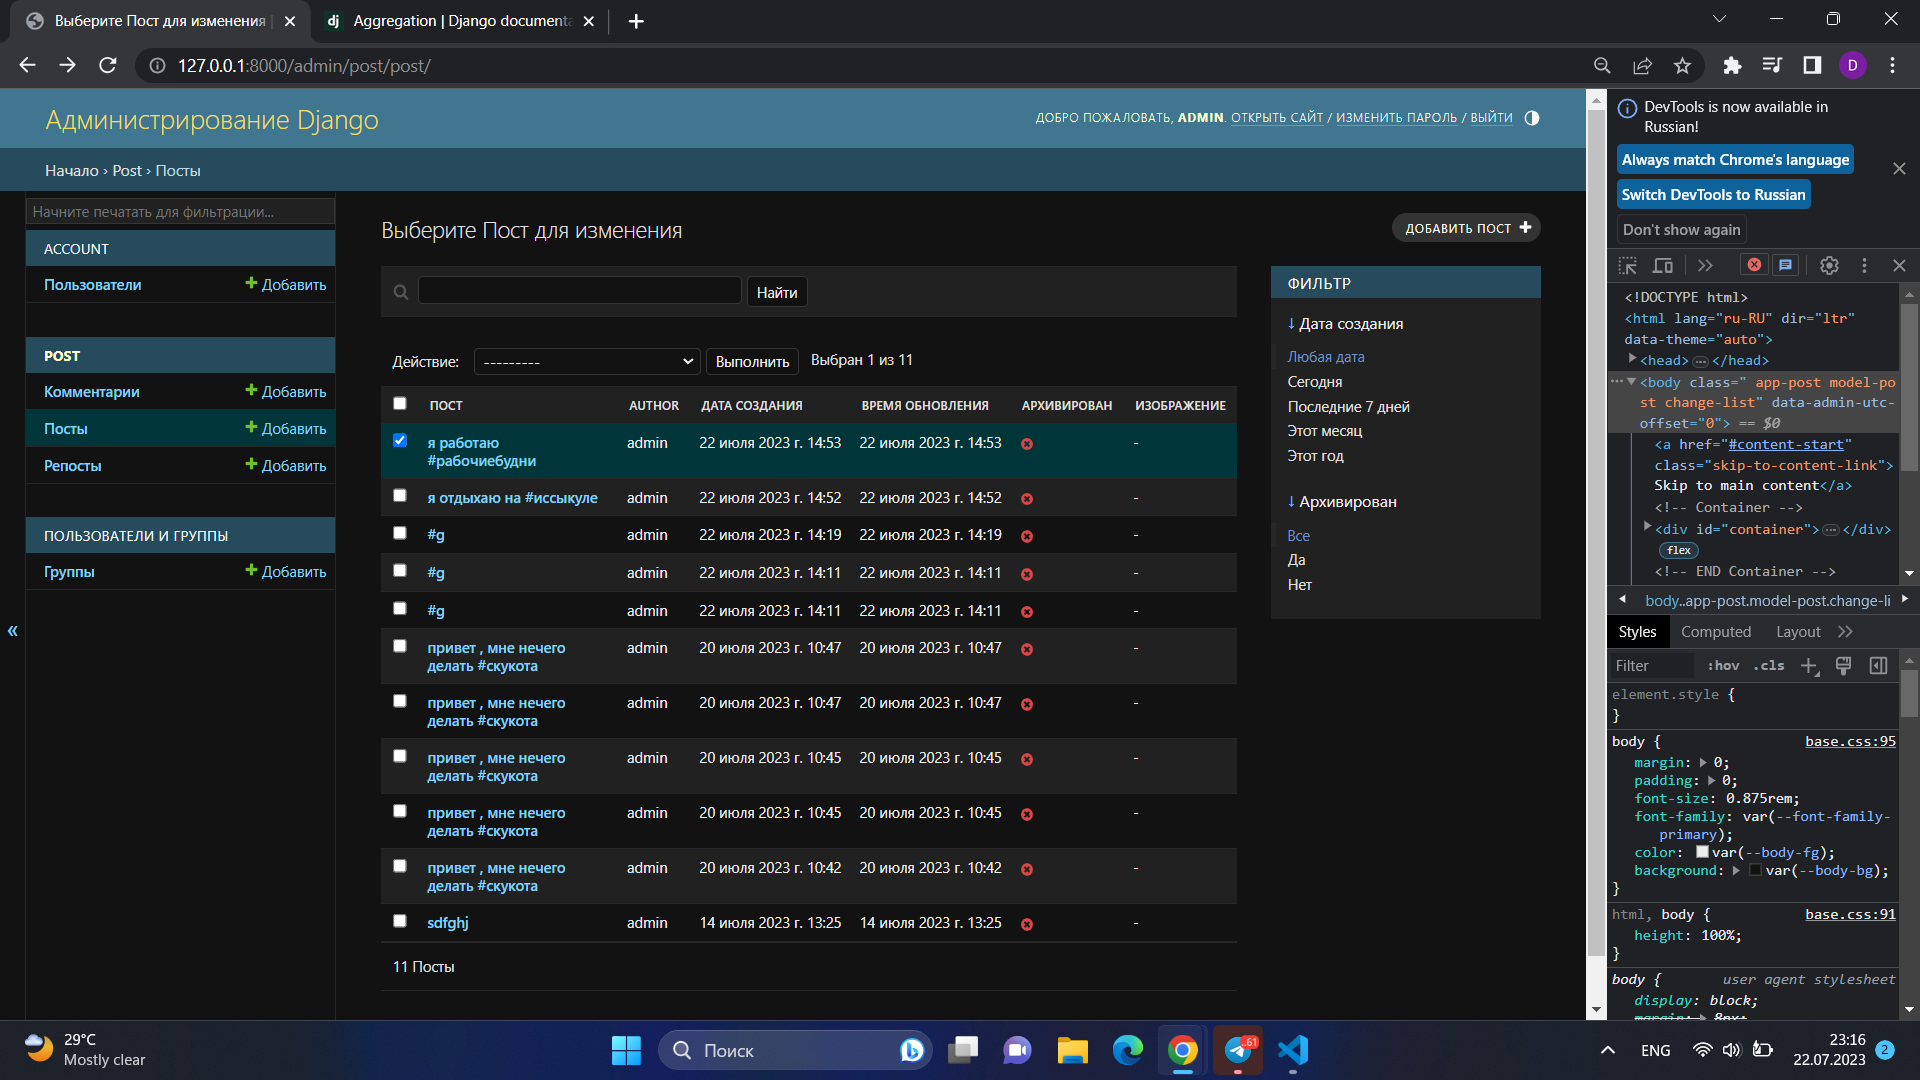 Выберите Пост для изменения |
Aggregation | Django documenta
127.0.0.1:8000/admin/post/post/
D
Администрирование Django
ДОБРО ПОЖАЛОВАТЬ, ADMIN. ОТКРЫТЬ САЙТ / ИЗМЕНИТЬ ПАРОЛЬ / ВЫЙТИ
Начало › Post › Посты
Начните печатать для фильтрации...
ACCOUNT
Пользователи
Добавить
POST
Комментарии
Добавить
Посты
Добавить
Репосты
Добавить
ПОЛЬЗОВАТЕЛИ И ГРУППЫ
Группы
Добавить
«
Выберите Пост для изменения
ДОБАВИТЬ ПОСТ
Найти
Действие: --------- Выполнить Выбран 1 из 11
ПОСТ AUTHOR ДАТА СОЗДАНИЯ ВРЕМЯ ОБНОВЛЕНИЯ АРХИВИРОВАН ИЗОБРАЖЕНИЕ
я работаю admin 22 июля 2023 г. 14:53 22 июля 2023 г. 14:53 -
#рабочиебудни
я отдыхаю на #иссыкуле admin 22 июля 2023 г. 14:52 22 июля 2023 г. 14:52 -
#g admin 22 июля 2023 г. 14:19 22 июля 2023 г. 14:19 -
#g admin 22 июля 2023 г. 14:11 22 июля 2023 г. 14:11 -
#g admin 22 июля 2023 г. 14:11 22 июля 2023 г. 14:11 -
привет , мне нечего admin 20 июля 2023 г. 10:47 20 июля 2023 г. 10:47 -
делать #скукота
привет , мне нечего admin 20 июля 2023 г. 10:47 20 июля 2023 г. 10:47 -
делать #скукота
привет , мне нечего admin 20 июля 2023 г. 10:45 20 июля 2023 г. 10:45 -
делать #скукота
привет , мне нечего admin 20 июля 2023 г. 10:45 20 июля 2023 г. 10:45 -
делать #скукота
привет , мне нечего admin 20 июля 2023 г. 10:42 20 июля 2023 г. 10:42 -
делать #скукота
sdfghj admin 14 июля 2023 г. 13:25 14 июля 2023 г. 13:25 -
11 Посты
ФИЛЬТР
↓ Дата создания
Любая дата
Сегодня
Последние 7 дней
Этот месяц
Этот год
↓ Архивирован
Все
Да
Нет
DevTools is now available in
Russian!
Always match Chrome's language
Switch DevTools to Russian
Don't show again
<!DOCTYPE html>
<html lang="ru-RU" dir="ltr"
data-theme="auto">
<head> … </head>
<body class=" app-post model-po
st change-list" data-admin-utc-
offset="0"> == $0
<a href="#content-start"
class="skip-to-content-link">
Skip to main content</a>
<!-- Container -->
<div id="container"> … </div>
flex
<!-- END Container -->
body..app-post.model-post.change-li
Styles Computed Layout
Filter :hov .cls
element.style {
}
body { base.css:95
margin: 0;
padding: 0;
font-size: 0.875rem;
font-family: var(--font-family-
primary);
color: var(--body-fg);
background: var(--body-bg);
}
html, body { base.css:91
height: 100%;
}
body { user agent stylesheet
display: block;
margin: 8px;
29°C
Mostly clear
Поиск
..61
ENG
23:16
22.07.2023
2